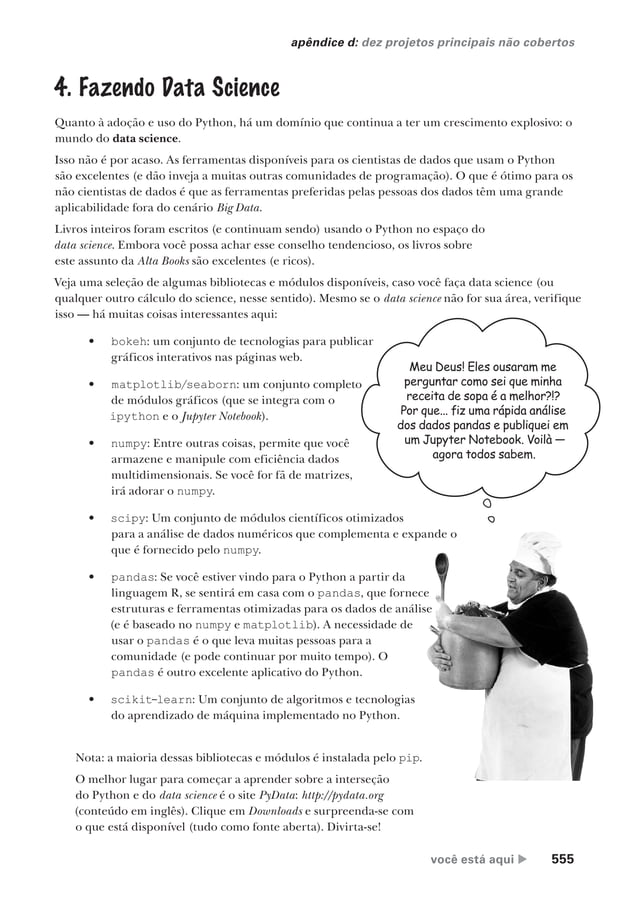 apêndice d: dez projetos principais não cobertos
4. Fazendo Data Science
Quanto à adoção e uso do Python, há um domínio que continua a ter um crescimento explosivo: o
mundo do data science.
Isso não é por acaso. As ferramentas disponíveis para os cientistas de dados que usam o Python
são excelentes (e dão inveja a muitas outras comunidades de programação). O que é ótimo para os
não cientistas de dados é que as ferramentas preferidas pelas pessoas dos dados têm uma grande
aplicabilidade fora do cenário Big Data.
Livros inteiros foram escritos (e continuam sendo) usando o Python no espaço do
data science. Embora você possa achar esse conselho tendencioso, os livros sobre
este assunto da Alta Books são excelentes (e ricos).
Veja uma seleção de algumas bibliotecas e módulos disponíveis, caso você faça data science (ou
qualquer outro cálculo do science, nesse sentido). Mesmo se o data science não for sua área, verifique
isso — há muitas coisas interessantes aqui:
• bokeh: um conjunto de tecnologias para publicar
gráficos interativos nas páginas web.
• matplotlib/seaborn: um conjunto completo
de módulos gráficos (que se integra com o
ipython e o Jupyter Notebook).
• numpy: Entre outras coisas, permite que você
armazene e manipule com eficiência dados
multidimensionais. Se você for fã de matrizes,
irá adorar o numpy.
• scipy: Um conjunto de módulos científicos otimizados
para a análise de dados numéricos que complementa e expande o
que é fornecido pelo numpy.
• pandas: Se você estiver vindo para o Python a partir da
linguagem R, se sentirá em casa com o pandas, que fornece
estruturas e ferramentas otimizadas para os dados de análise
(e é baseado no numpy e matplotlib). A necessidade de
usar o pandas é o que leva muitas pessoas para a
comunidade (e pode continuar por muito tempo). O
pandas é outro excelente aplicativo do Python.
• scikit-learn: Um conjunto de algoritmos e tecnologias
do aprendizado de máquina implementado no Python.
Meu Deus! Eles ousaram me
perguntar como sei que minha
receita de sopa é a melhor?!?
Por que... fiz uma rápida análise
dos dados pandas e publiquei em
um Jupyter Notebook. Voilà —
agora todos sabem.
Nota: a maioria dessas bibliotecas e módulos é instalada pelo pip.
O melhor lugar para começar a aprender sobre a interseção
do Python e do data science é o site PyData: http://pydata.org
(conteúdo em inglês). Clique em Downloads e surpreenda-se com
o que está disponível (tudo como fonte aberta). Divirta-se!
você está aqui ▶ 555